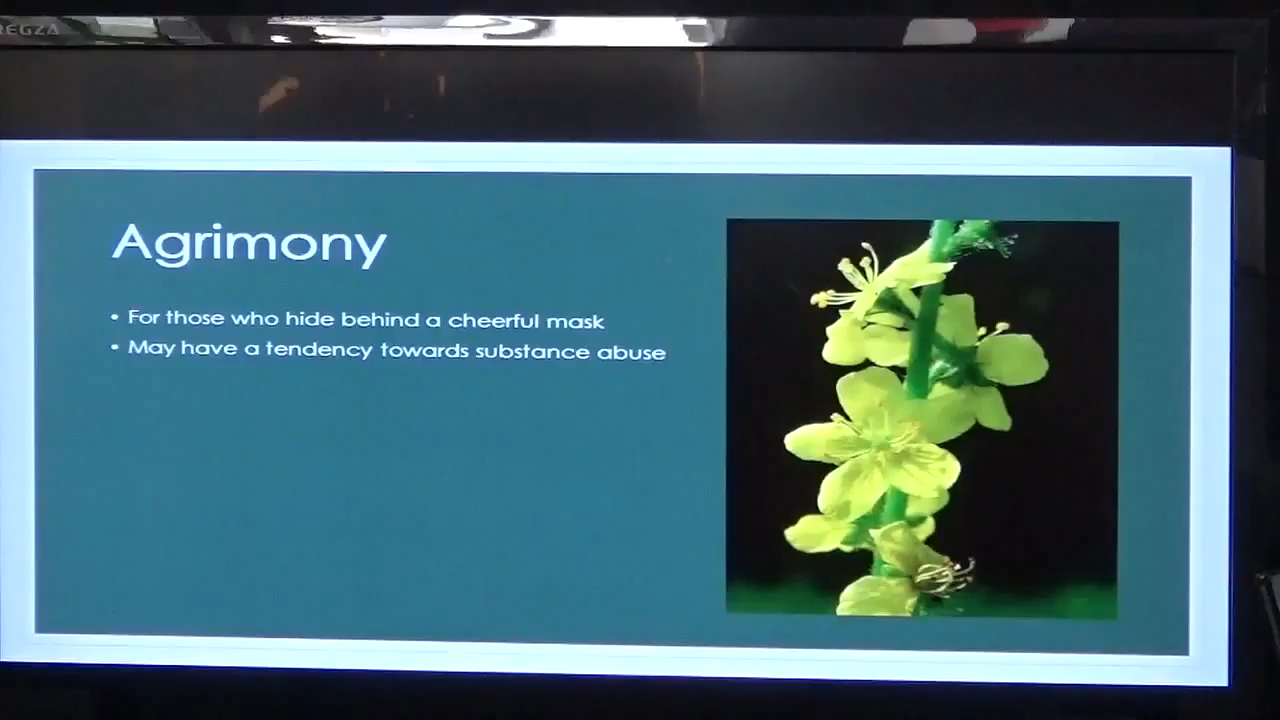 REGZA
Agrimony
• For those who hide behind a cheerful mask
• May have a tendency towards substance abuse